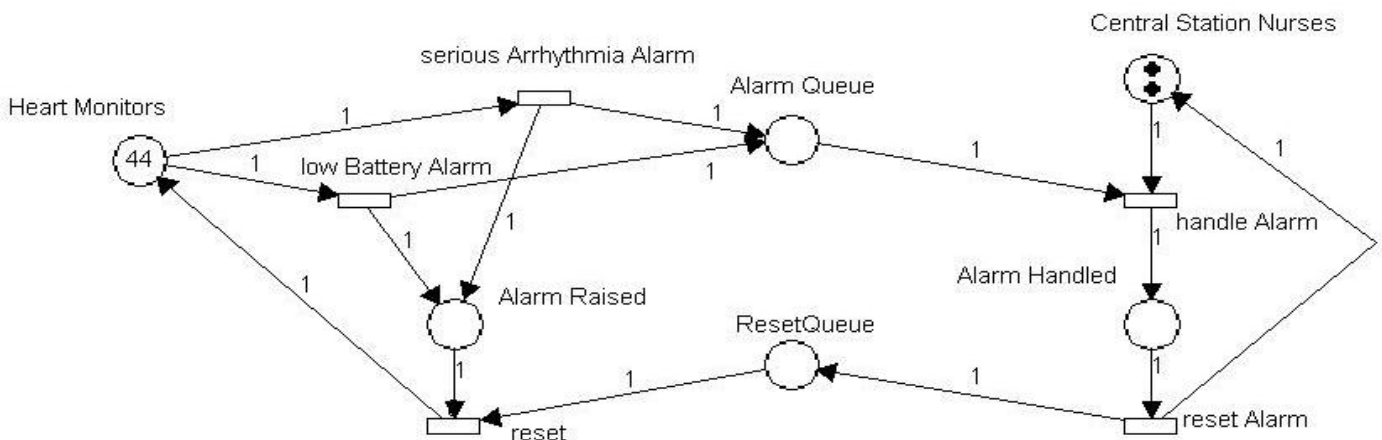 Central Station Nurses
serious Arrhythmia Alarm
Alarm Queue
Heart Monitors
1
1
1
44
1
low Battery Alarm
1
1
1
1
1
handle Alarm
1
1
Alarm Handled
1
Alarm Raised
ResetQueue
1
1
1
1
reset
reset Alarm